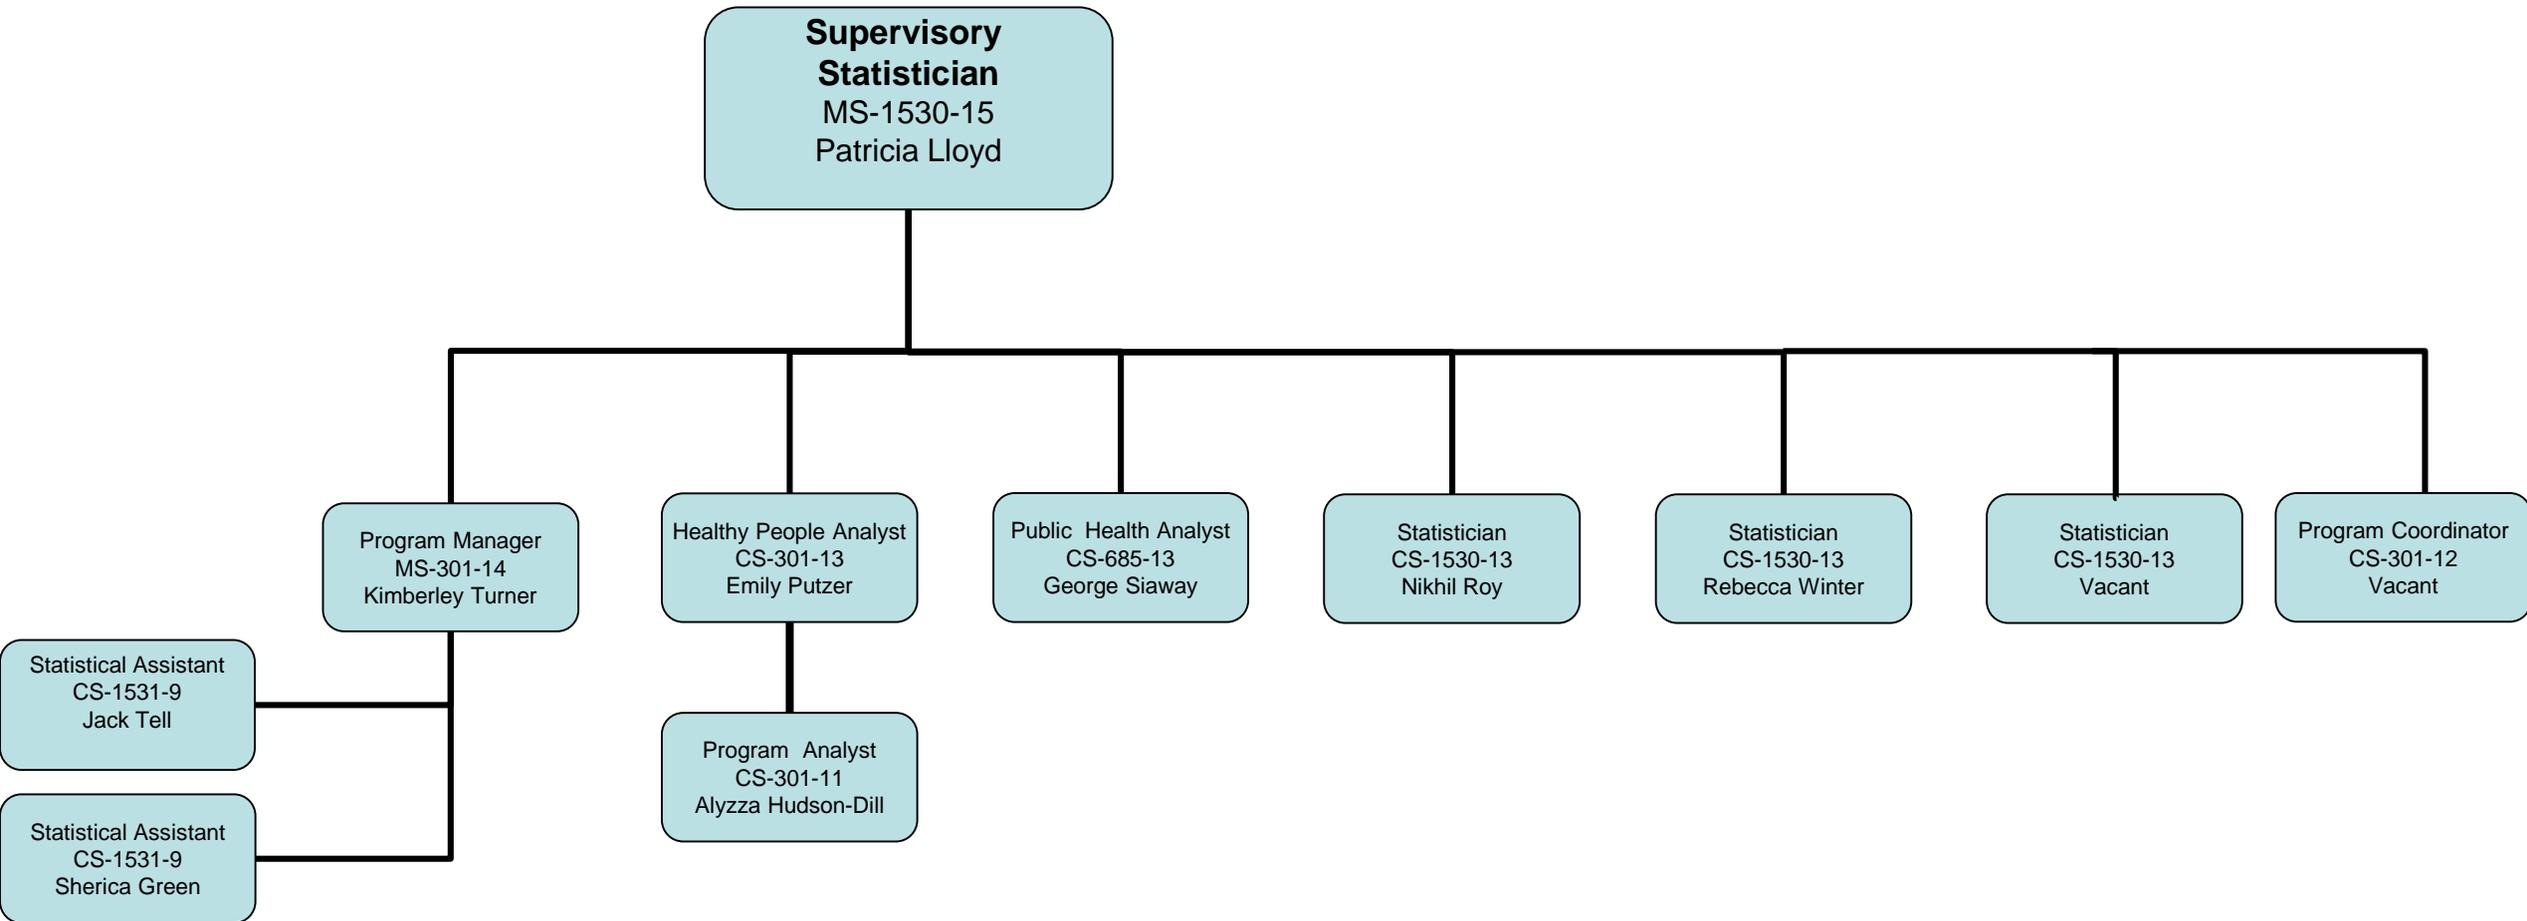 Supervisory
Statistician
MS-1530-15
Patricia Lloyd
Program Manager
MS-301-14
Kimberley Turner
Healthy People Analyst
CS-301-13
Emily Putzer
Public Health Analyst
CS-685-13
George Siaway
Statistician
CS-1530-13
Nikhil Roy
Statistician
CS-1530-13
Rebecca Winter
Statistician
CS-1530-13
Vacant
Program Coordinator
CS-301-12
Vacant
Statistical Assistant
CS-1531-9
Jack Tell
Program Analyst
CS-301-11
Alyzza Hudson-Dill
Statistical Assistant
CS-1531-9
Sherica Green